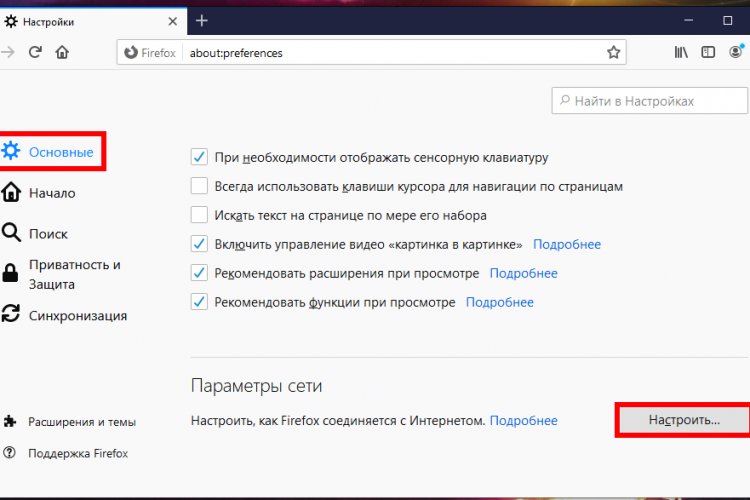 Настройки
Firefox about:preferences
Найти в Настройках
Основные
Начало
Поиск
Приватность и
Защита
Синхронизация
Расширения и темы
Поддержка Firefox
При необходимости отображать сенсорную клавиатуру
Всегда использовать клавиши курсора для навигации по страницам
Искать текст на странице по мере его набора
Включить управление видео «картинка в картинке» Подробнее
Рекомендовать расширения при просмотре Подробнее
Рекомендовать функции при просмотре Подробнее
Параметры сети
Настроить, как Firefox соединяется с Интернетом. Подробнее
Настроить...